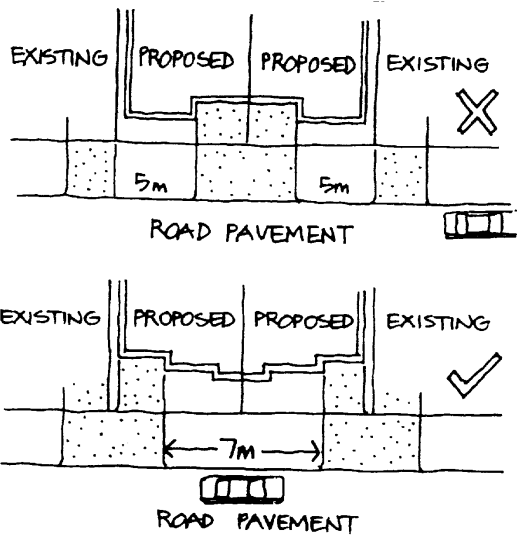 EXISTING PROPOSED PROPOSED EXISTING
5m 5m
ROAD PAVEMENT
EXISTING PROPOSED PROPOSED EXISTING
7m
ROAD PAVEMENT